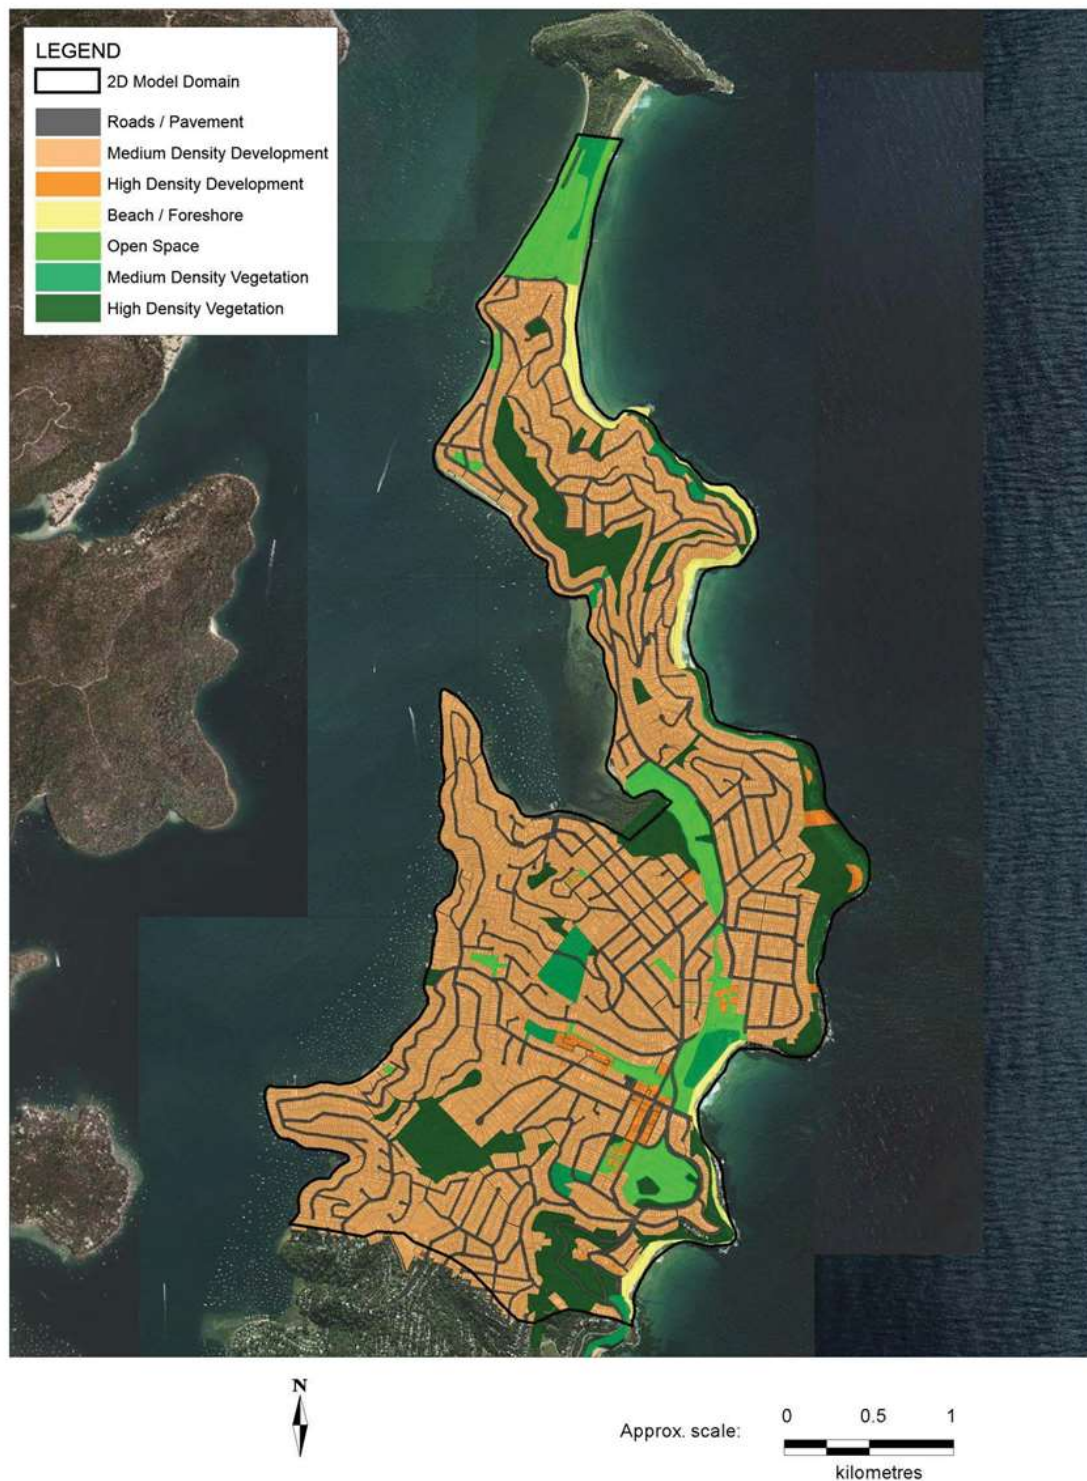 LEGEND
2D Model Domain
Roads / Pavement
Medium Density Development
High Density Development
Beach / Foreshore
Open Space
Medium Density Vegetation
High Density Vegetation
N
Approx. scale:
0 0.5 1
kilometres